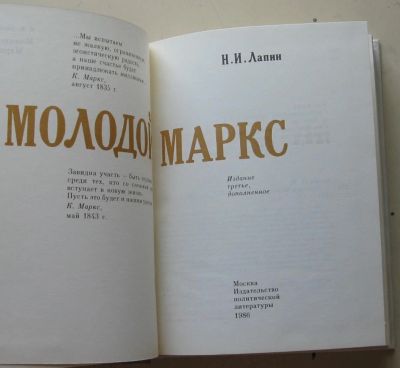 ...Мы испытаем
не жалкую, ограниченную,
эгоистическую радость,
а наше счастье будет
принадлежать миллионам.
К. Маркс,
август 1835 г.
МОЛОДОЙ
Завидна участь – быть
среди тех, кто со
вступает в новую жизнь.
Пусть это будет и нашим
К. Маркс,
май 1843 г.
Н. И. Лапин
МАРКС
Издание
третье,
дополненное
Москва
Издательство
политической
литературы
1986